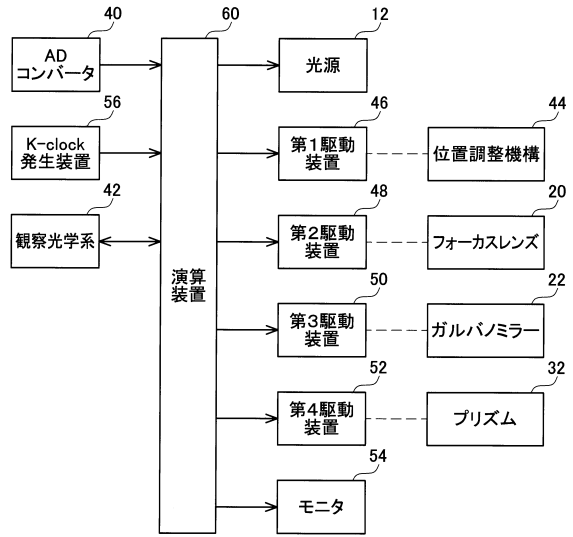 40
AD
コンバータ
56
K-clock
発生装置
42
観察光学系
60
演算
装置
12
光源
46
第1駆動
装置
44
位置調整機構
48
第2駆動
装置
20
フォーカスレンズ
50
第3駆動
装置
22
ガルバノミラー
52
第4駆動
装置
32
プリズム
54
モニタ